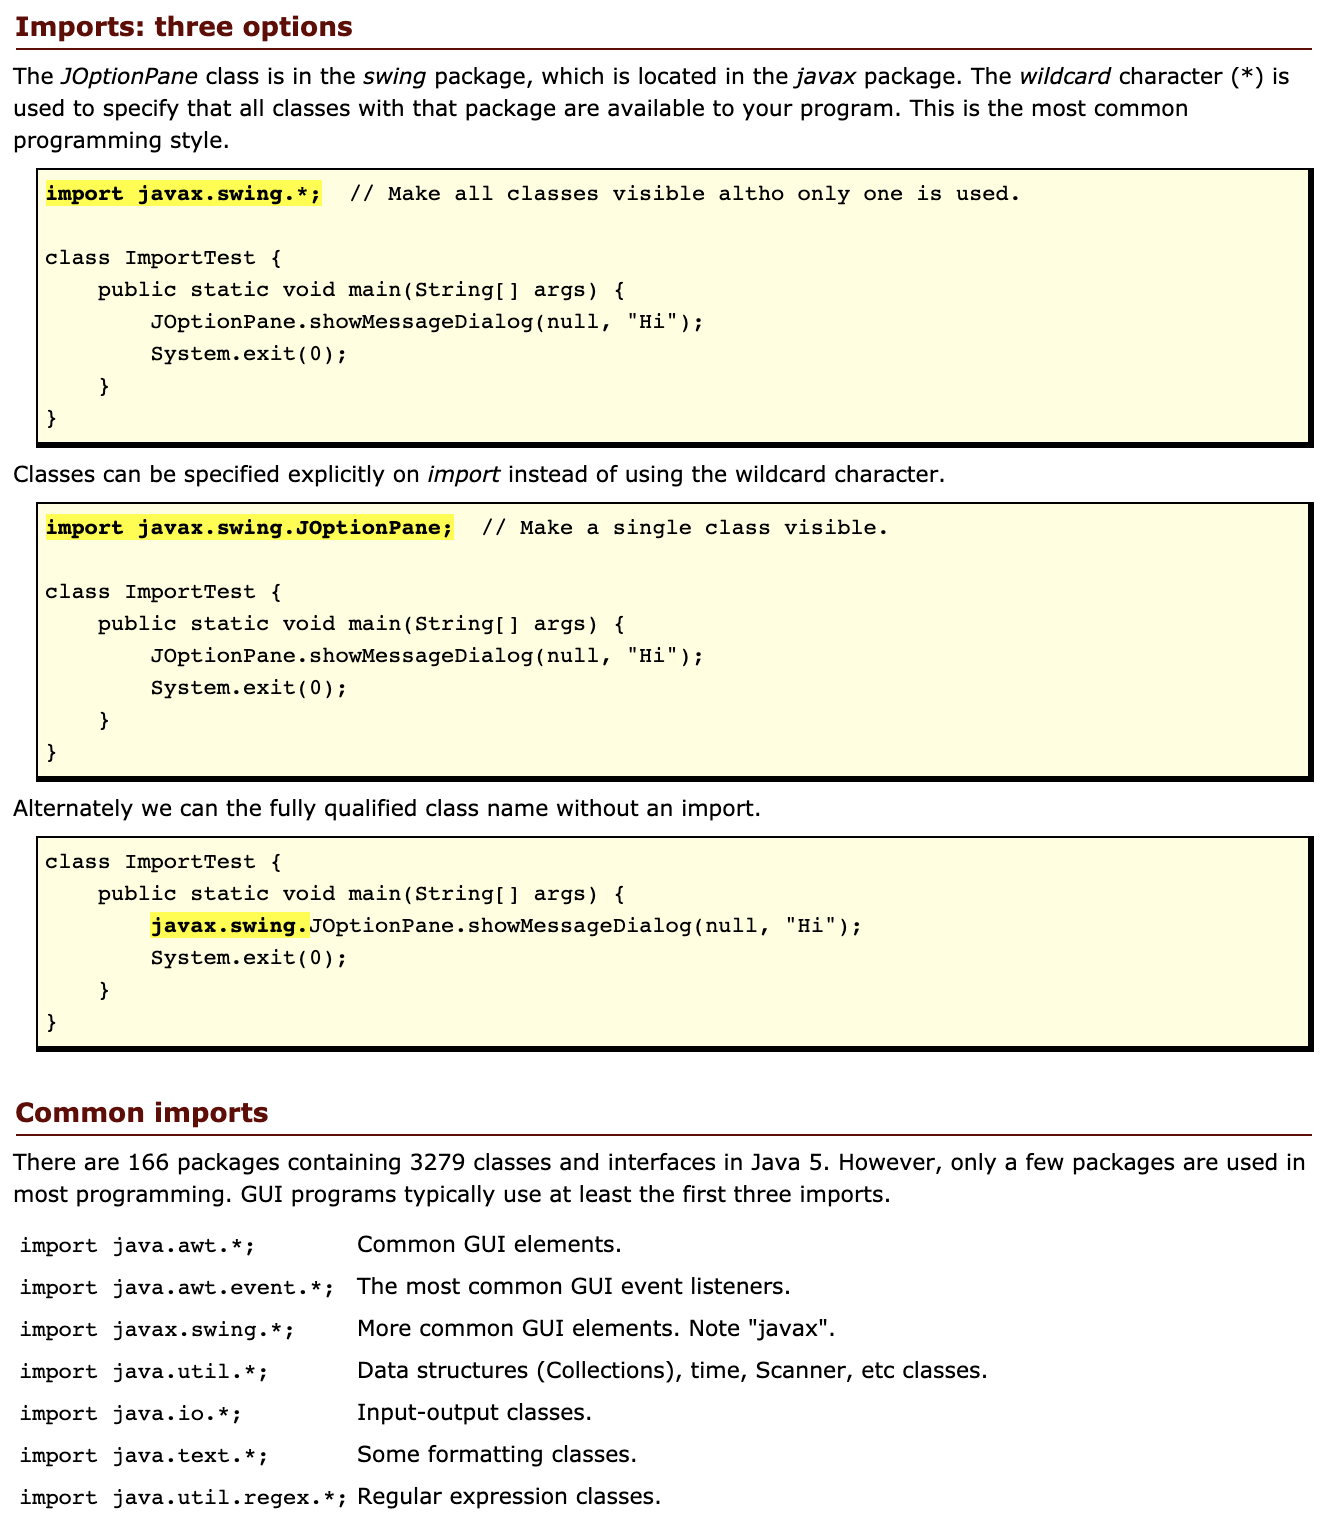 Imports: three options
The JOptionPane class is in the swing package, which is located in the javax package. The wildcard character (*) is
used to specify that all classes with that package are available to your program. This is the most common
programming style.
import javax.swing.*;  // Make all classes visible altho only one is used.

class ImportTest {
    public static void main(String[] args) {
        JOptionPane.showMessageDialog(null, "Hi");
        System.exit(0);
    }
}
Classes can be specified explicitly on import instead of using the wildcard character.
import javax.swing.JOptionPane;  // Make a single class visible.

class ImportTest {
    public static void main(String[] args) {
        JOptionPane.showMessageDialog(null, "Hi");
        System.exit(0);
    }
}
Alternately we can the fully qualified class name without an import.
class ImportTest {
    public static void main(String[] args) {
        javax.swing.JOptionPane.showMessageDialog(null, "Hi");
        System.exit(0);
    }
}
Common imports
There are 166 packages containing 3279 classes and interfaces in Java 5. However, only a few packages are used in
most programming. GUI programs typically use at least the first three imports.
import java.awt.*; Common GUI elements.
import java.awt.event.*; The most common GUI event listeners.
import javax.swing.*; More common GUI elements. Note "javax".
import java.util.*; Data structures (Collections), time, Scanner, etc classes.
import java.io.*; Input-output classes.
import java.text.*; Some formatting classes.
import java.util.regex.*; Regular expression classes.